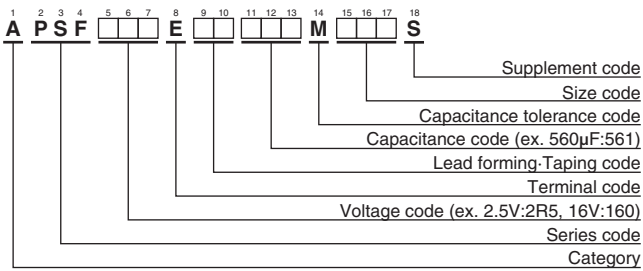 1 2 3 4 5 6 7 8 9 10 11 12 13 14 15 16 17 18
A PSF E M S
Supplement code
Size code
Capacitance tolerance code
Capacitance code (ex. 560µF:561)
Lead forming·Taping code
Terminal code
Voltage code (ex. 2.5V:2R5, 16V:160)
Series code
Category